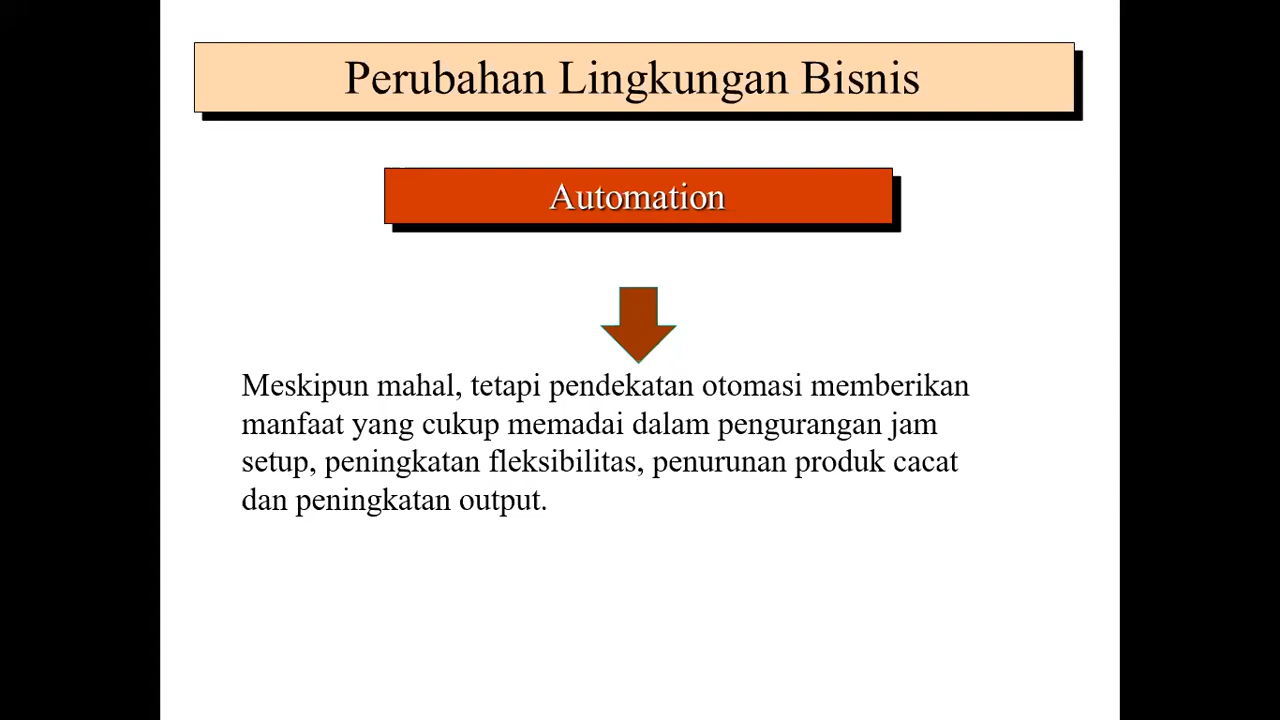 Perubahan Lingkungan Bisnis
Automation
Meskipun mahal, tetapi pendekatan otomasi memberikan
manfaat yang cukup memadai dalam pengurangan jam
setup, peningkatan fleksibilitas, penurunan produk cacat
dan peningkatan output.